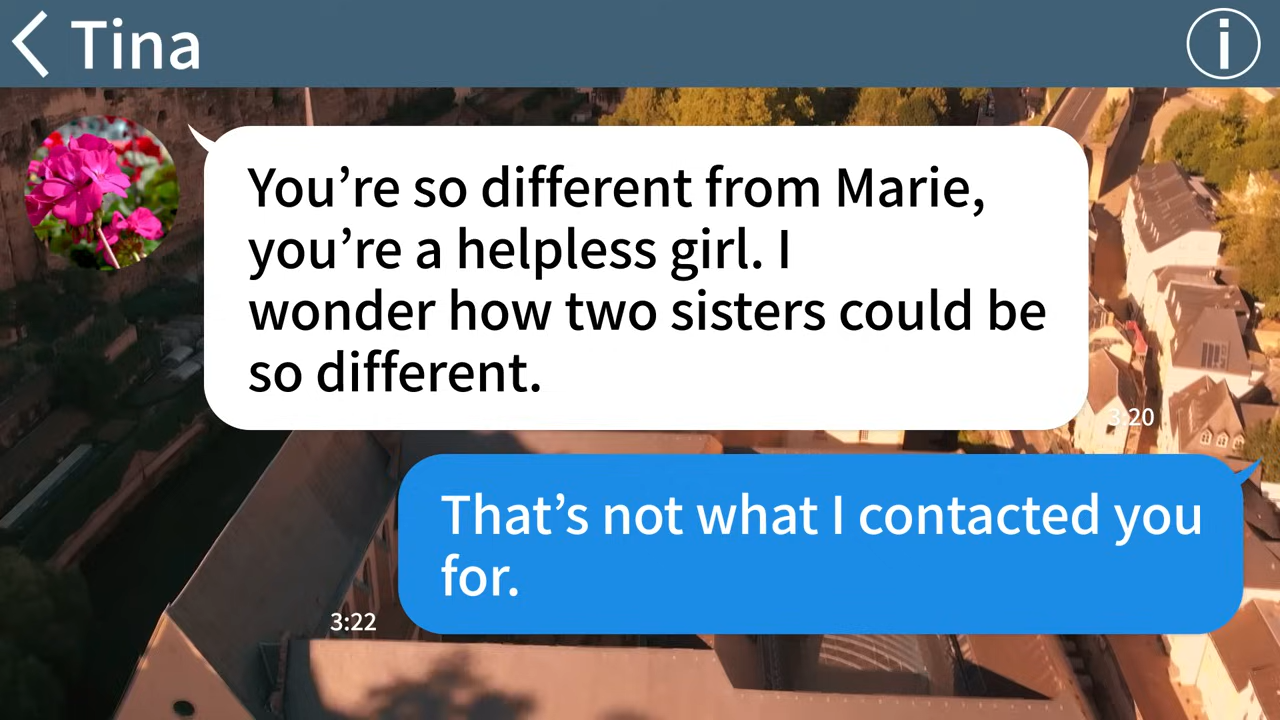 Tina
You’re so different from Marie,
you’re a helpless girl. I
wonder how two sisters could be
so different.
3:20
That’s not what I contacted you
for.
3:22